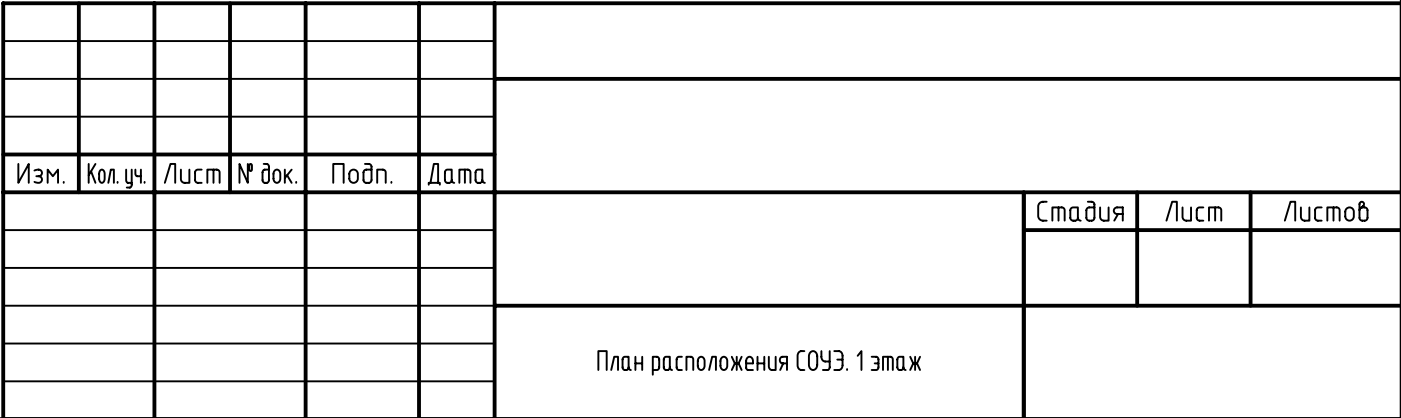 Изм. Кол. уч. Лист № док. Подп. Дата
Стадия Лист Листов
План расположения СОУЭ. 1 этаж